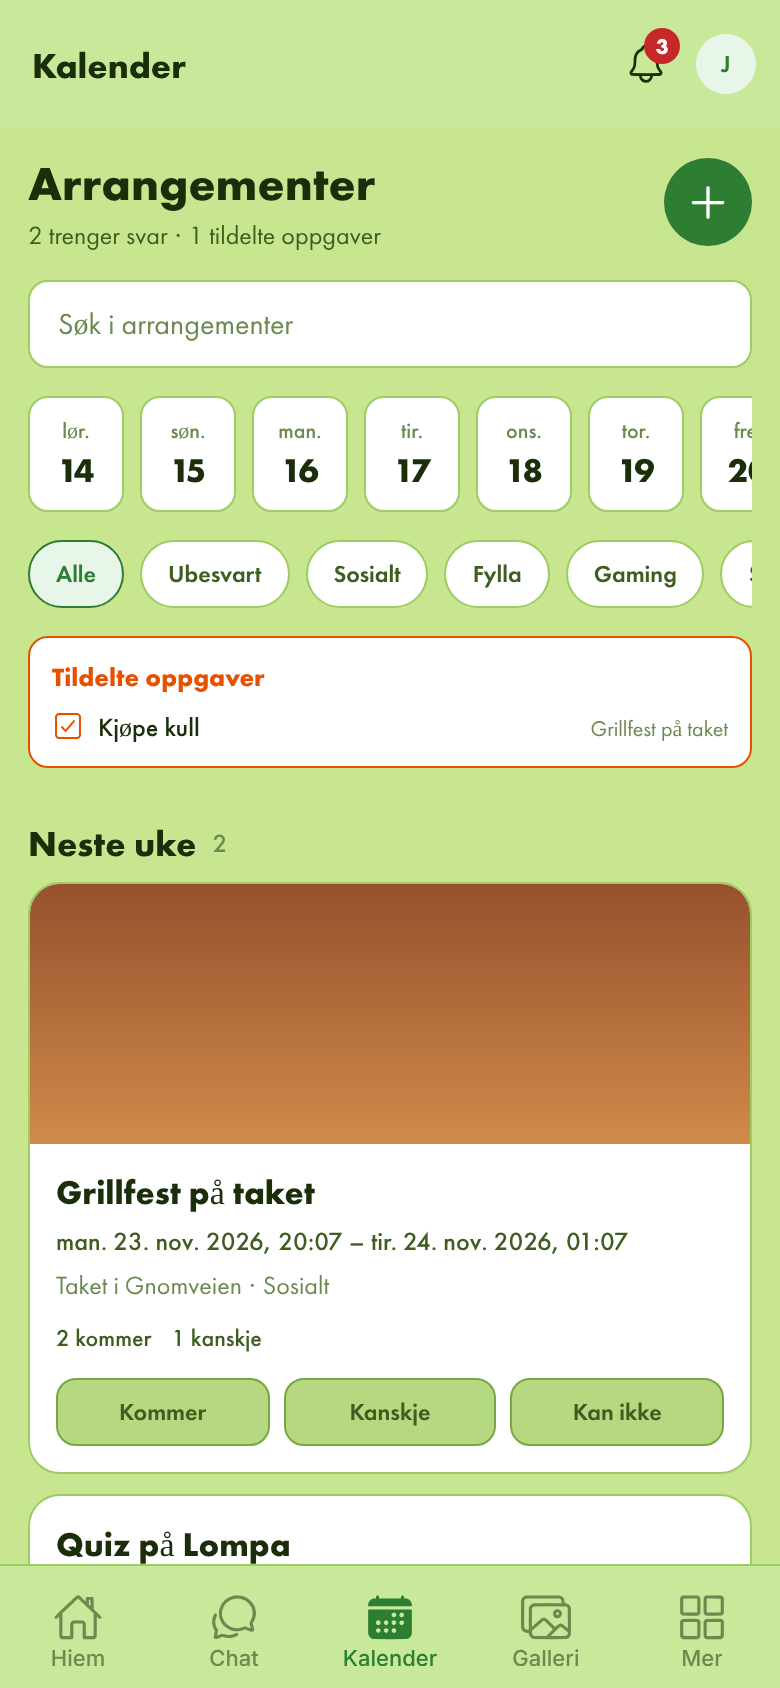 Kalender
3
J
Arrangementer
2 trenger svar · 1 tildelte oppgaver
Søk i arrangementer
lør. søn. man. tir. ons. tor. fre
14 15 16 17 18 19
Alle Ubesvart Sosialt Fylla Gaming
Tildelte oppgaver
Kjøpe kull Grillfest på taket
Neste uke 2
Grillfest på taket
man. 23. nov. 2026, 20:07 – tir. 24. nov. 2026, 01:07
Taket i Gnomveien · Sosialt
2 kommer 1 kanskje
Kommer Kanskje Kan ikke
Quiz på Lompa
Hiem Chat Kalender Galleri Mer